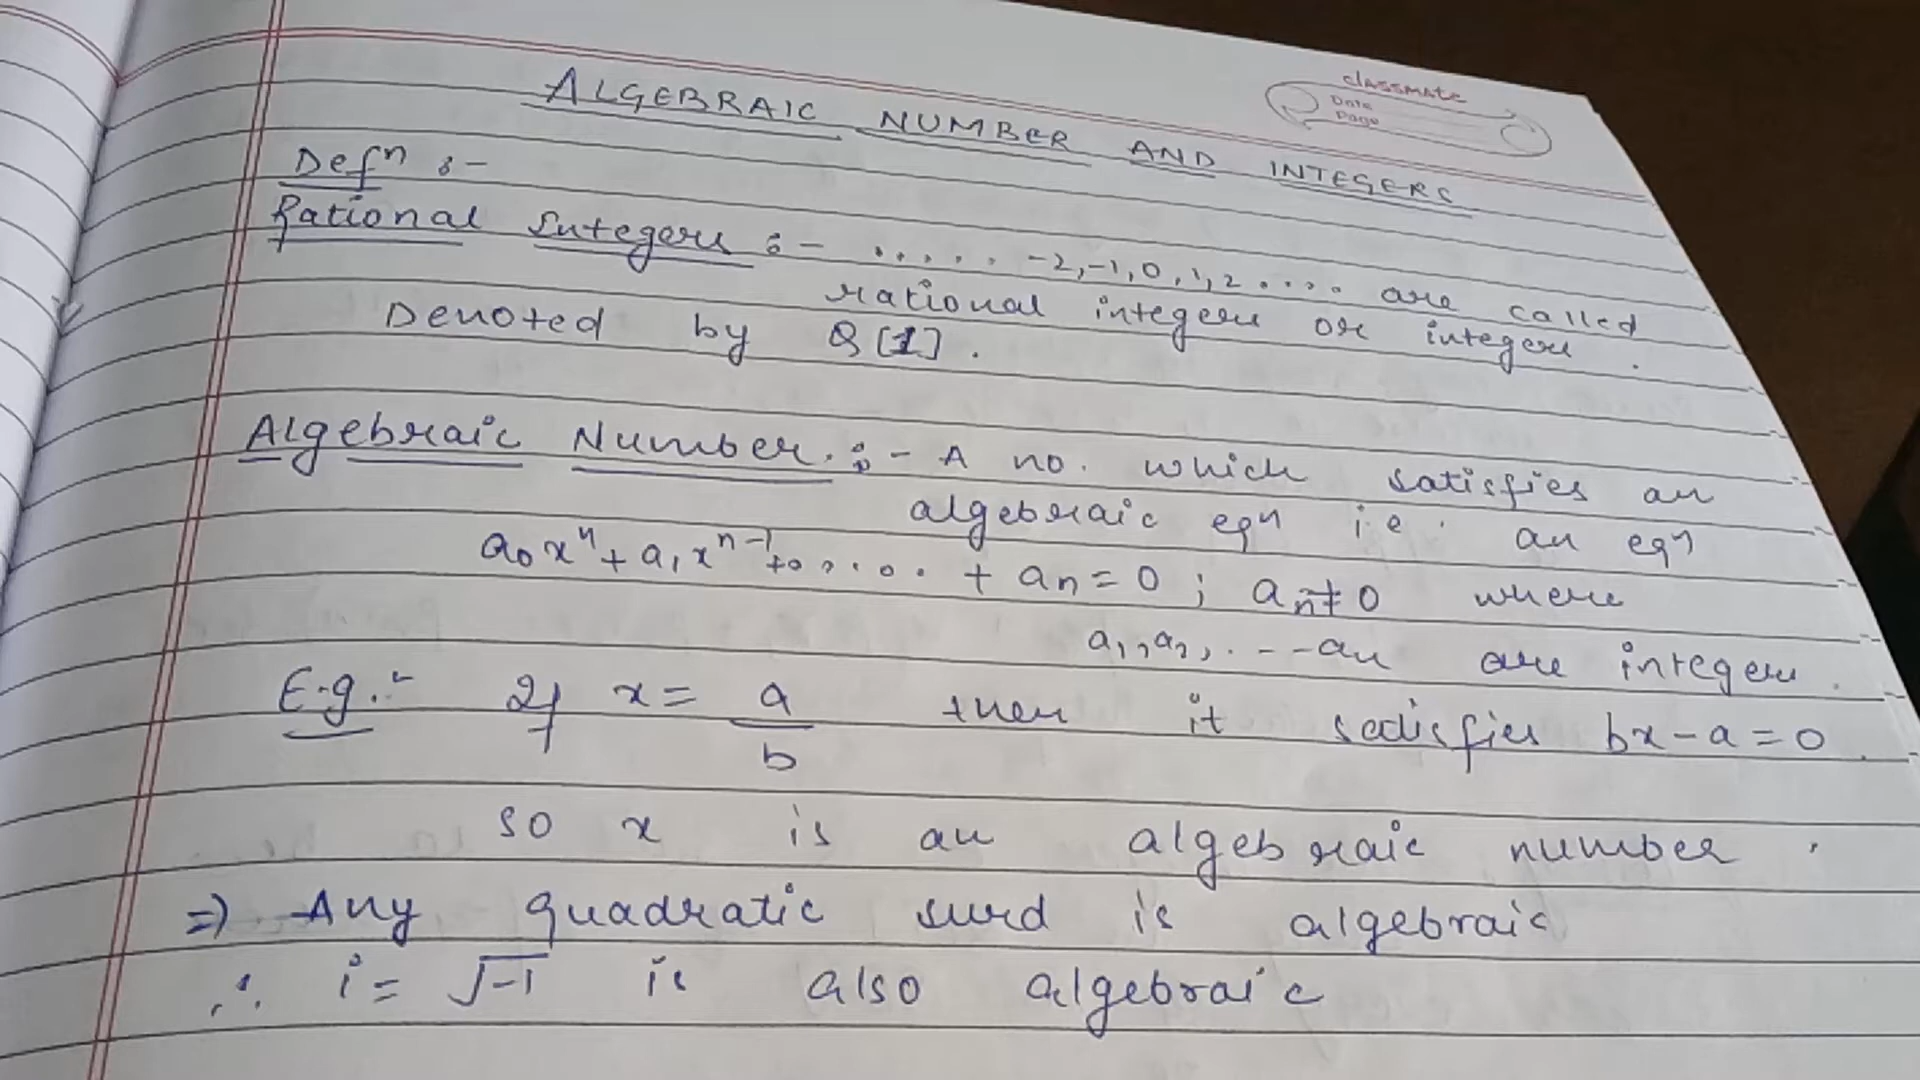 classmate
Date
Page
ALGEBRAIC NUMBER AND INTEGERS
Defⁿ :-
Rational Integers :- ..... -2,-1,0,1,2.... are called
rational integers or integers.
Denoted by Q[1].
Algebraic Number :- A no. which satisfies an
algebraic eqⁿ i.e. an eqⁿ
a₀xⁿ + a₁xⁿ⁻¹ + ..... + aₙ = 0 ; aₙ ≠ 0 where
a₁, a₂, ... aₙ are integers.
E.g.:- If x = a/b then it satisfies bx - a = 0.
so x is an algebraic number.
⇒ Any quadratic surd is algebraic
∴ i = √-1 is also algebraic